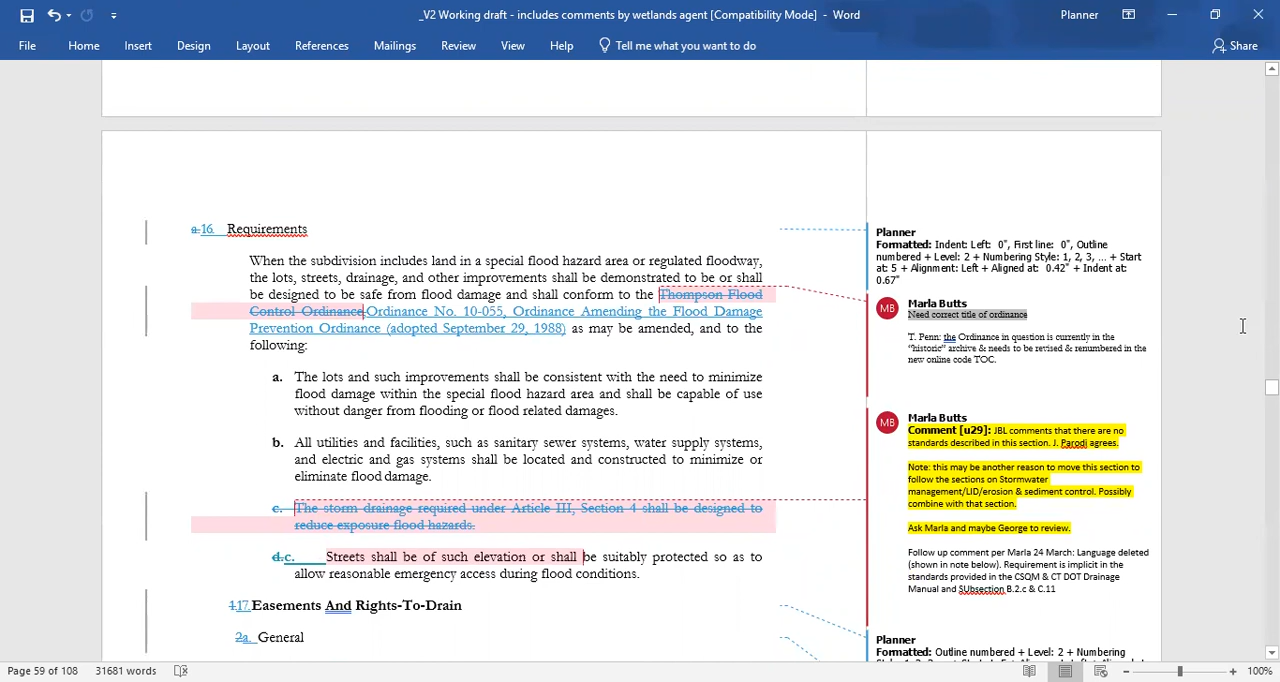 _V2 Working draft - includes comments by wetlands agent [Compatibility Mode] - Word
Planner
File Home Insert Design Layout References Mailings Review View Help Tell me what you want to do
Share
a.16. Requirements
When the subdivision includes land in a special flood hazard area or regulated floodway,
the lots, streets, drainage, and other improvements shall be demonstrated to be or shall
be designed to be safe from flood damage and shall conform to the Thompson Flood
Control Ordinance Ordinance No. 10-055, Ordinance Amending the Flood Damage
Prevention Ordinance (adopted September 29, 1988) as may be amended, and to the
following:
a. The lots and such improvements shall be consistent with the need to minimize
flood damage within the special flood hazard area and shall be capable of use
without danger from flooding or flood related damages.
b. All utilities and facilities, such as sanitary sewer systems, water supply systems,
and electric and gas systems shall be located and constructed to minimize or
eliminate flood damage.
c. The storm drainage required under Article III, Section 4 shall be designed to
reduce exposure flood hazards.
d.c. Streets shall be of such elevation or shall be suitably protected so as to
allow reasonable emergency access during flood conditions.
1.17.Easements And Rights-To-Drain
2a. General
Planner
Formatted: Indent: Left: 0", First line: 0", Outline
numbered + Level: 2 + Numbering Style: 1, 2, 3, ... + Start
at: 5 + Alignment: Left + Aligned at: 0.42" + Indent at:
0.67"
MB
Marla Butts
Need correct title of ordinance
T. Penn: the Ordinance in question is currently in the
"historic" archive & needs to be revised & renumbered in the
new online code TOC.
MB
Marla Butts
Comment [u29]: JBL comments that there are no
standards described in this section. J. Parodi agrees.
Note: this may be another reason to move this section to
follow the sections on Stormwater
management/LID/erosion & sediment control. Possibly
combine with that section.
Ask Marla and maybe George to review.
Follow up comment per Marla 24 March: Language deleted
(shown in note below). Requirement is implicit in the
standards provided in the CSQM & CT DOT Drainage
Manual and SUbsection B.2.c & C.11
Planner
Formatted: Outline numbered + Level: 2 + Numbering
Page 59 of 108 31681 words
100%